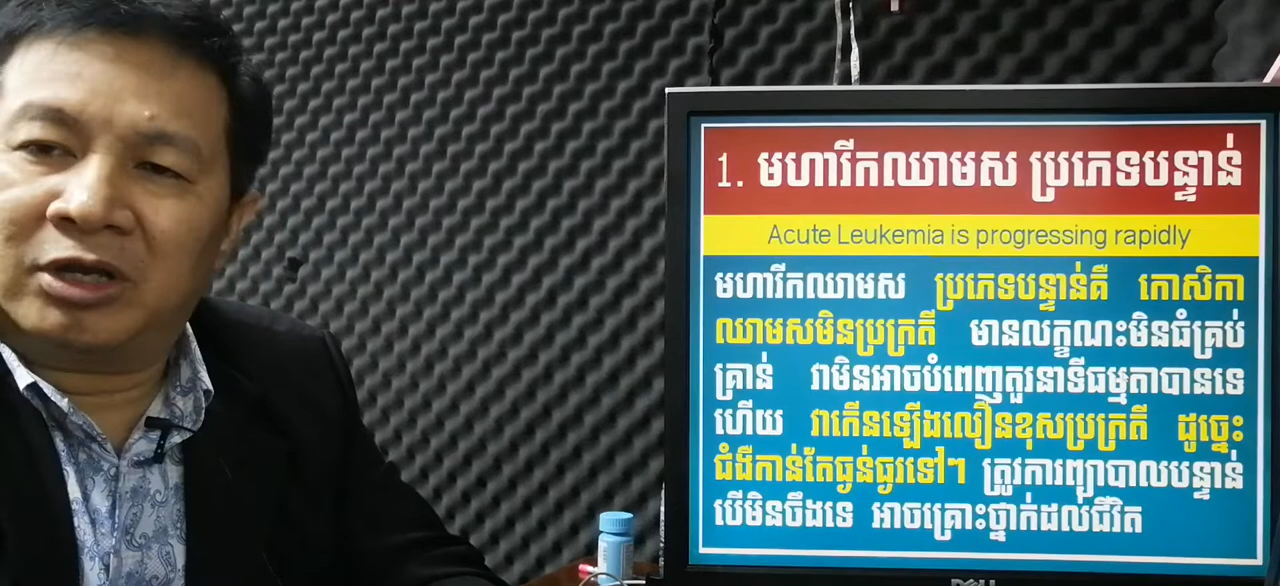 1. មហារីកឈាមស ប្រភេទបន្ទាន់
Acute Leukemia is progressing rapidly
មហារីកឈាមស ប្រភេទបន្ទាន់គឺ កោសិកា
ឈាមសមិនប្រក្រតី មានលក្ខណះមិនធំគ្រប់
គ្រាន់ វាមិនអាចបំពេញតួរនាទីធម្មតាបានទេ
ហើយ វាកើនឡើងលឿនខុសប្រក្រតី ដូច្នេះ
ជំងឺកាន់តែធ្ងន់ធ្ងរទៅៗ ត្រូវការព្យាបាលបន្ទាន់
បើមិនចឹងទេ អាចគ្រោះថ្នាក់ដល់ជីវិត